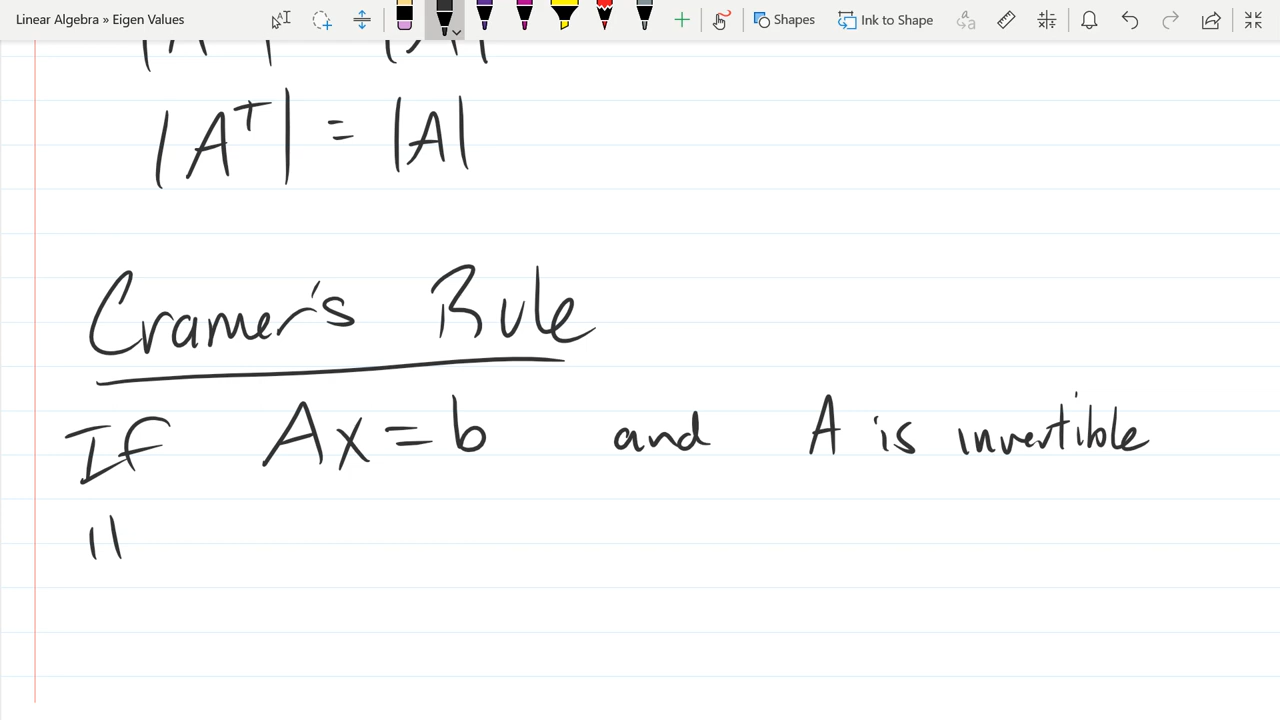 Linear Algebra » Eigen Values
Shapes
Ink to Shape
|Aᵀ| = |A|
Cramer's Rule
If Ax = b and A is invertible